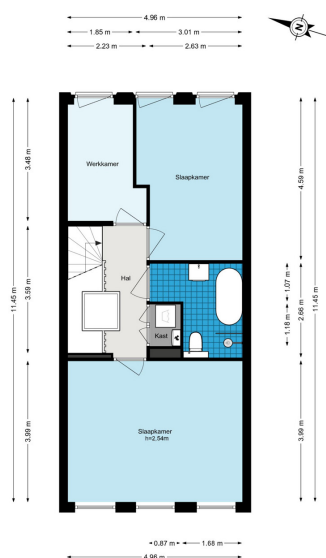 4.96 m
1.85 m
3.01 m
2.23 m
2.63 m
3.48 m
3.69 m
3.99 m
11.45 m
Werkkamer
Slaapkamer
Hal
Kast
Slaapkamer
h=2.54m
4.59 m
2.66 m
3.99 m
1.07 m
1.18 m
11.45 m
0.87 m
1.68 m
4.96 m